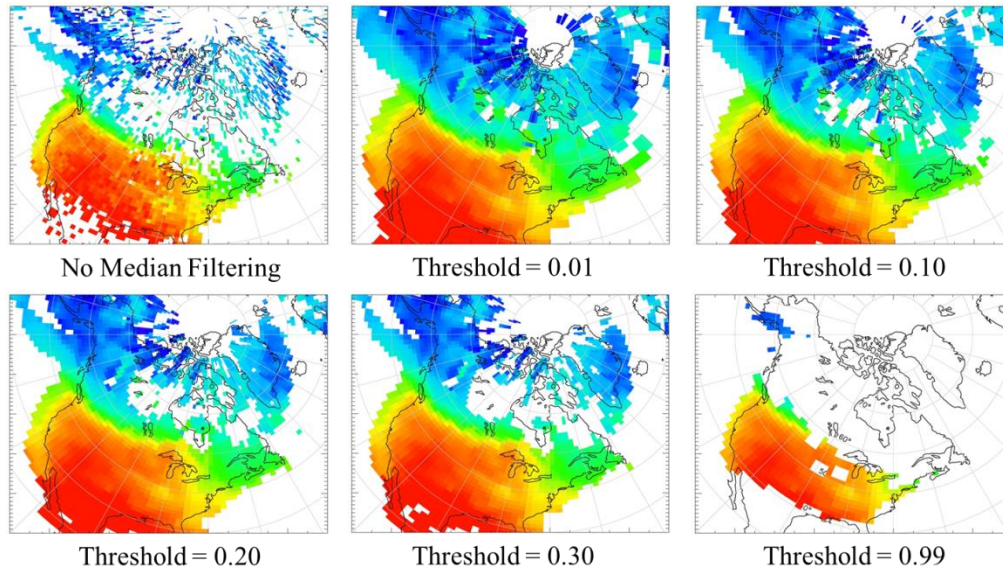 No Median Filtering
Threshold = 0.01
Threshold = 0.10
Threshold = 0.20
Threshold = 0.30
Threshold = 0.99